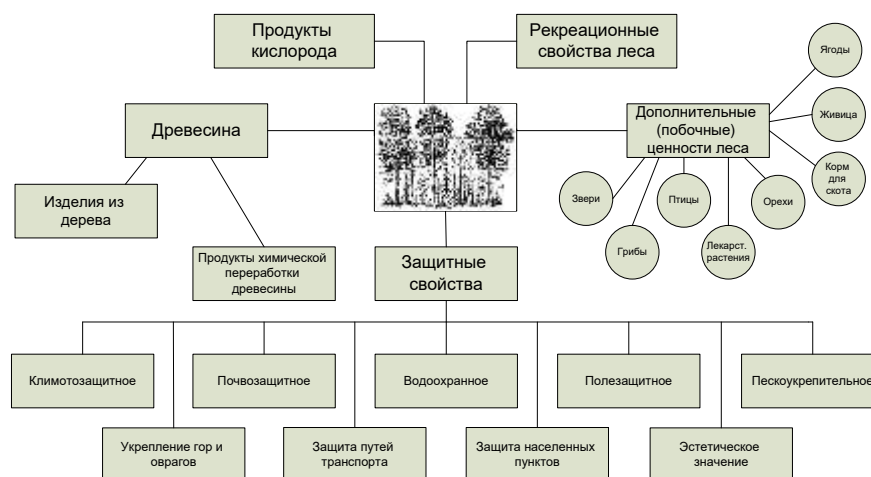 Продукты
кислорода
Рекреационные
свойства леса
Древесина
Дополнительные
(побочные)
ценности леса
Ягоды
Живица
Корм
для
скота
Изделия из
дерева
Звери
Грибы
Птицы
Лекарст.
растения
Орехи
Продукты химической
переработки
древесины
Защитные
свойства
Климотозащитное
Почвозащитное
Водоохранное
Полезащитное
Пескоукрепительное
Укрепление гор и
оврагов
Защита путей
транспорта
Защита населенных
пунктов
Эстетическое
значение